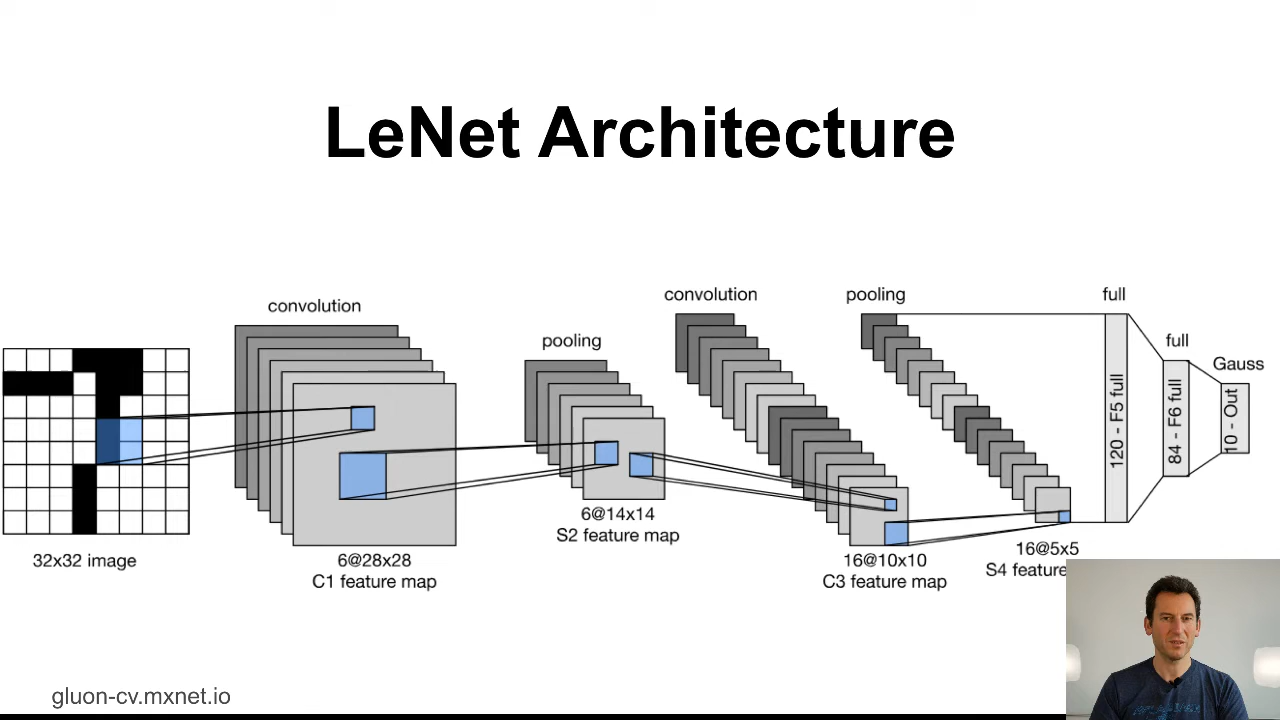 LeNet Architecture
convolution
pooling
convolution
pooling
full
full
Gauss
120 - F5 full
84 - F6 full
10 - Out
32x32 image
6@28x28
C1 feature map
6@14x14
S2 feature map
16@10x10
C3 feature map
16@5x5
S4 feature
gluon-cv.mxnet.io